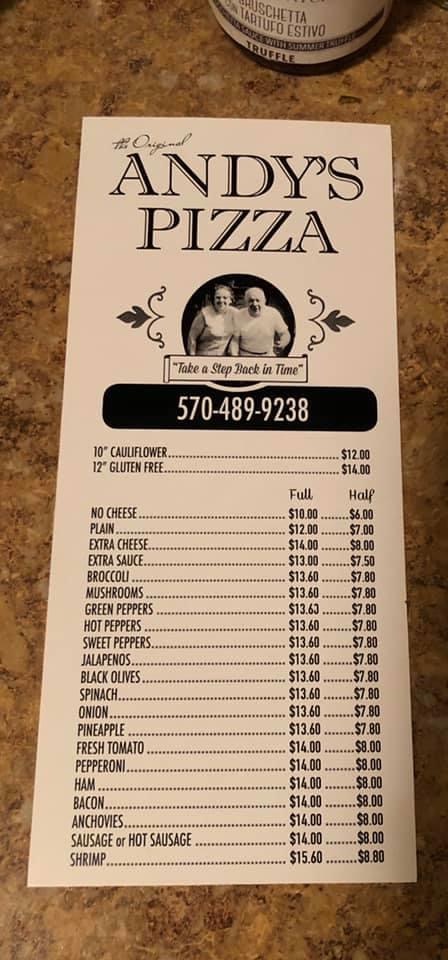 BRUSCHETTA
CON TARTUFO ESTIVO
SAUCE WITH SUMMER TRUFFLE
TRUFFLE
the Original
ANDY'S
PIZZA
"Take a Step Back in Time"
570-489-9238
10" CAULIFLOWER........$12.00
12" GLUTEN FREE........$14.00
Full Half
NO CHEESE........$10.00........$6.00
PLAIN........$12.00........$7.00
EXTRA CHEESE........$14.00........$8.00
EXTRA SAUCE........$13.00........$7.50
BROCCOLI........$13.60........$7.80
MUSHROOMS........$13.60........$7.80
GREEN PEPPERS........$13.60........$7.80
HOT PEPPERS........$13.60........$7.80
SWEET PEPPERS........$13.60........$7.80
JALAPENOS........$13.60........$7.80
BLACK OLIVES........$13.60........$7.80
SPINACH........$13.60........$7.80
ONION........$13.60........$7.80
PINEAPPLE........$13.60........$7.80
FRESH TOMATO........$14.00........$8.00
PEPPERONI........$14.00........$8.00
HAM........$14.00........$8.00
BACON........$14.00........$8.00
ANCHOVIES........$14.00........$8.00
SAUSAGE or HOT SAUSAGE........$14.00........$8.00
SHRIMP........$15.60........$8.80